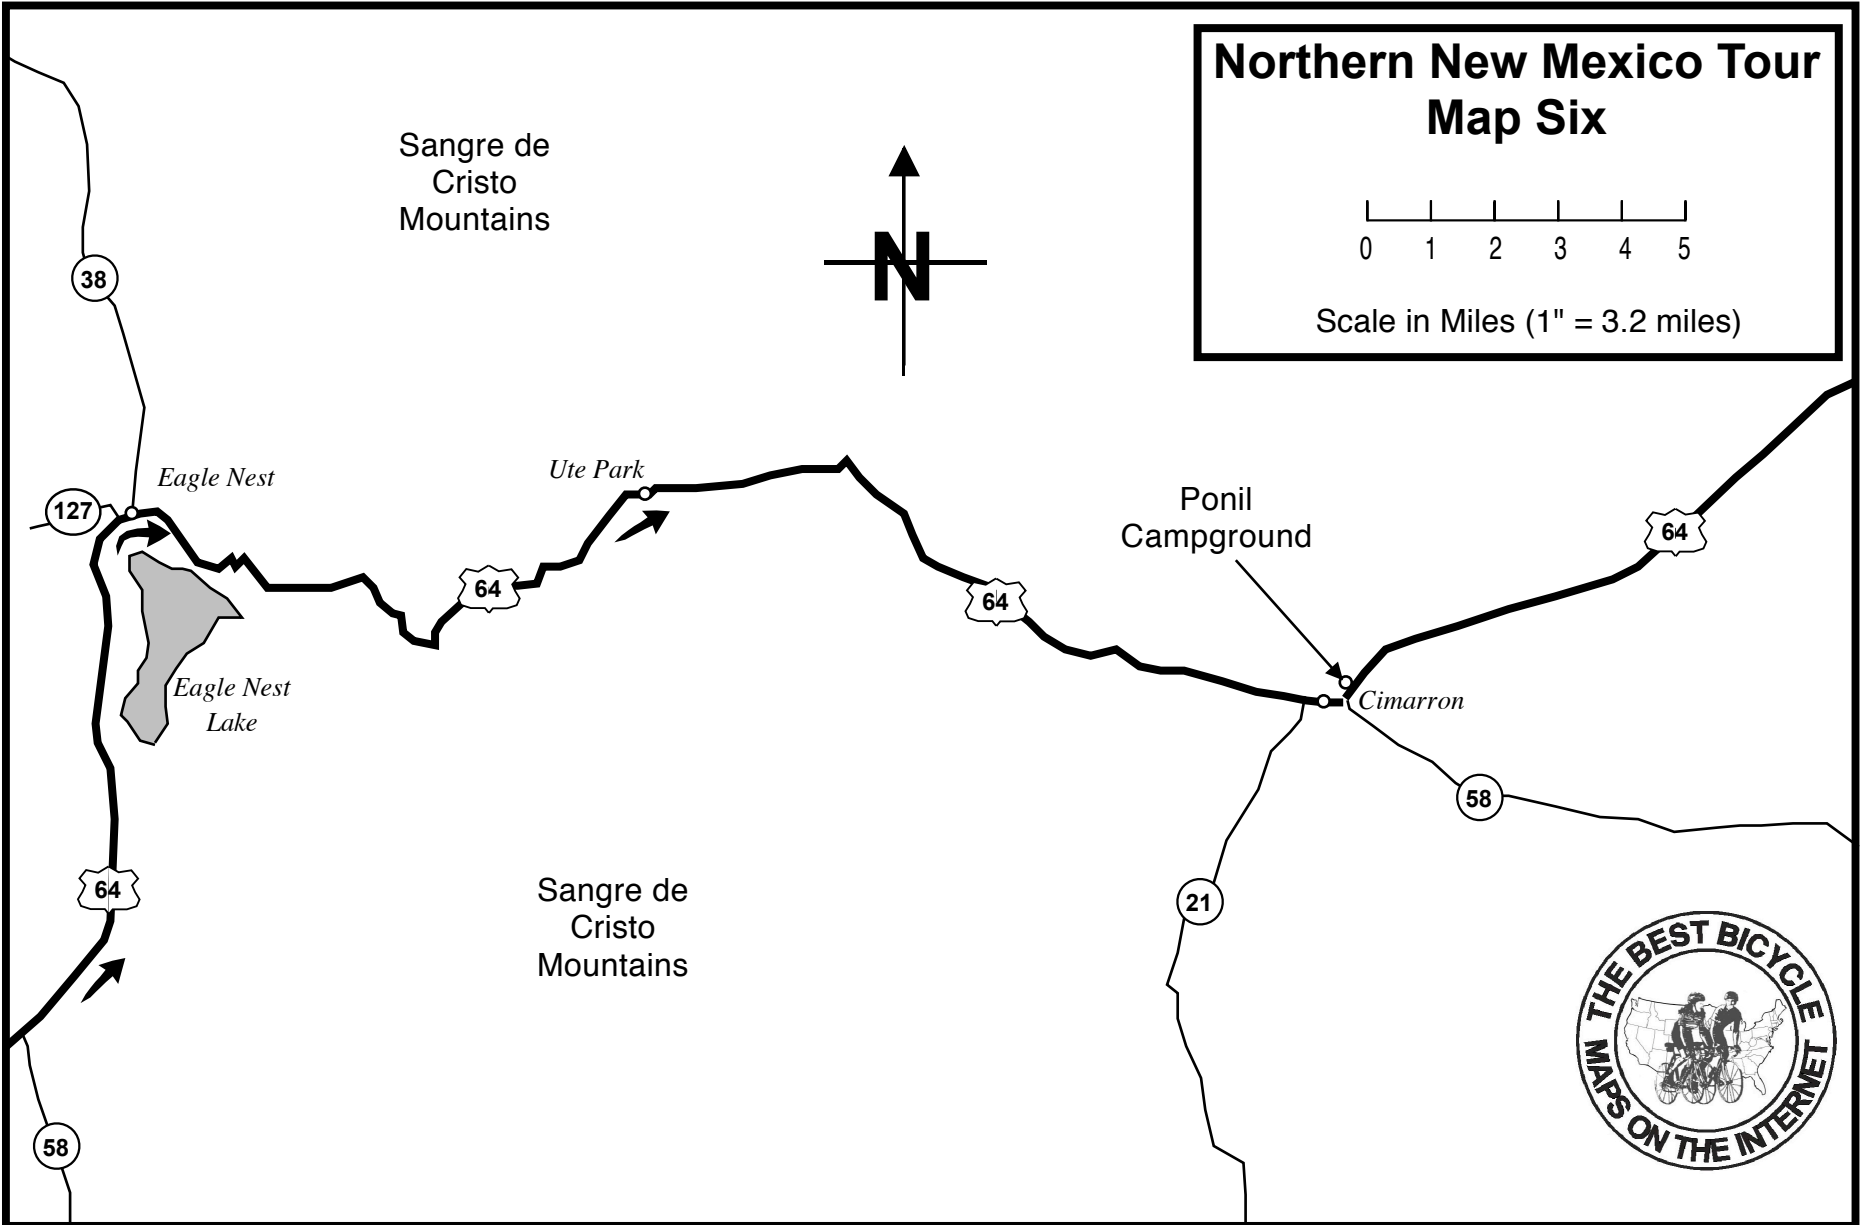 Northern New Mexico Tour
Map Six
0 1 2 3 4 5
Scale in Miles (1" = 3.2 miles)
Sangre de
Cristo
Mountains
N
38
Eagle Nest
127
Ute Park
Ponil
Campground
64
64
64
Eagle Nest
Lake
Cimarron
58
64
21
Sangre de
Cristo
Mountains
58
THE BEST BICYCLE
MAPS ON THE INTERNET